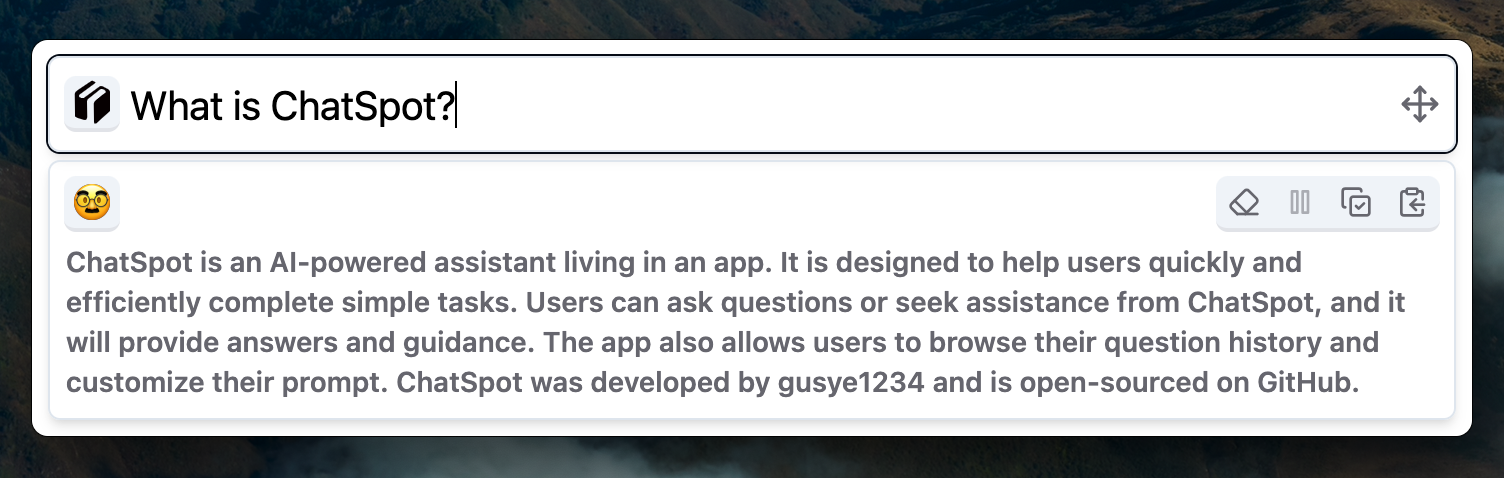 What is ChatSpot?
ChatSpot is an AI-powered assistant living in an app. It is designed to help users quickly and
efficiently complete simple tasks. Users can ask questions or seek assistance from ChatSpot, and it
will provide answers and guidance. The app also allows users to browse their question history and
customize their prompt. ChatSpot was developed by gusye1234 and is open-sourced on GitHub.